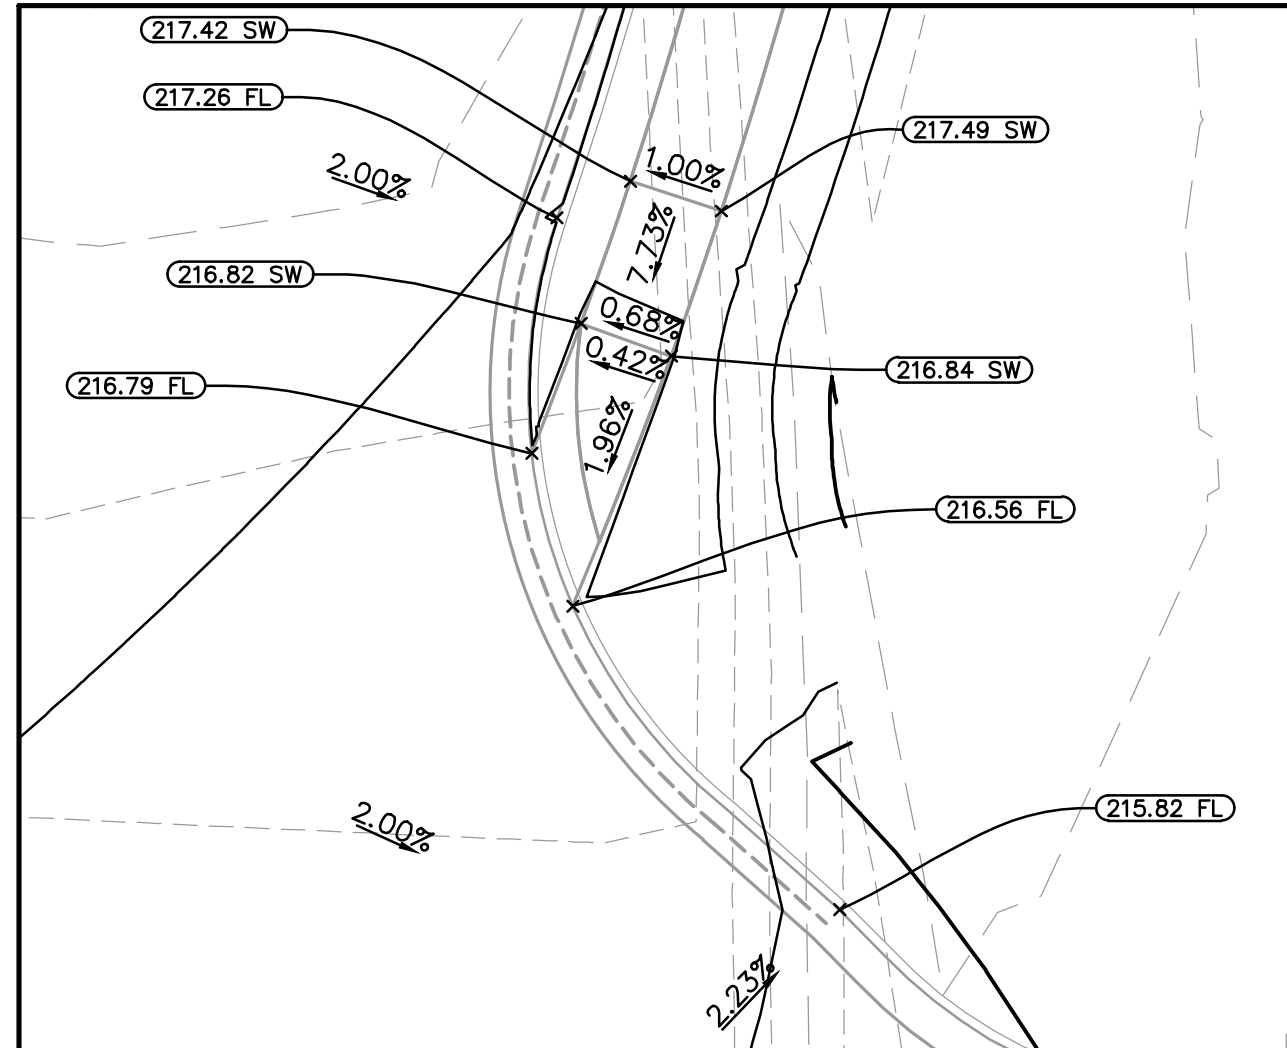 217.42 SW
217.26 FL
217.49 SW
1.00%
2.00%
7.73%
216.82 SW
0.68%
0.42%
216.84 SW
216.79 FL
1.96%
216.56 FL
2.00%
215.82 FL
2.23%